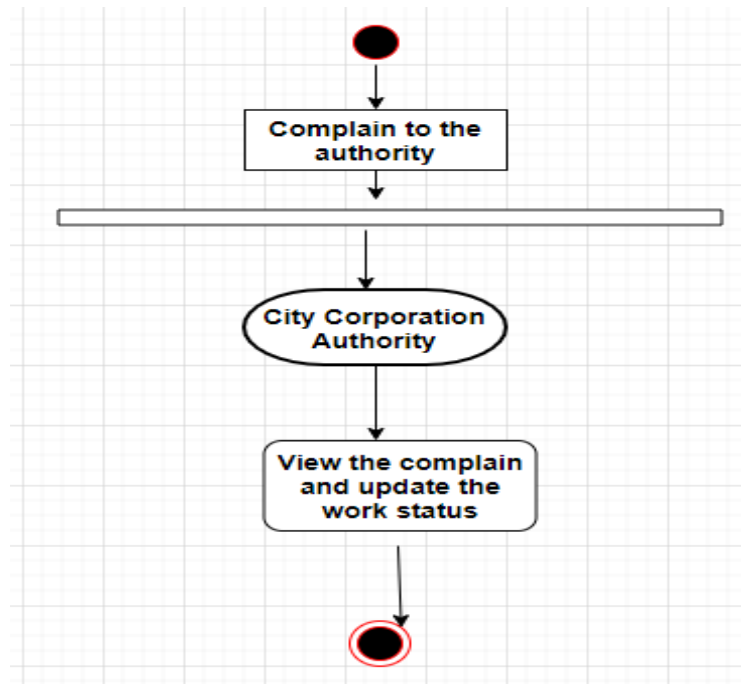 Complain to the
authority
City Corporation
Authority
View the complain
and update the
work status